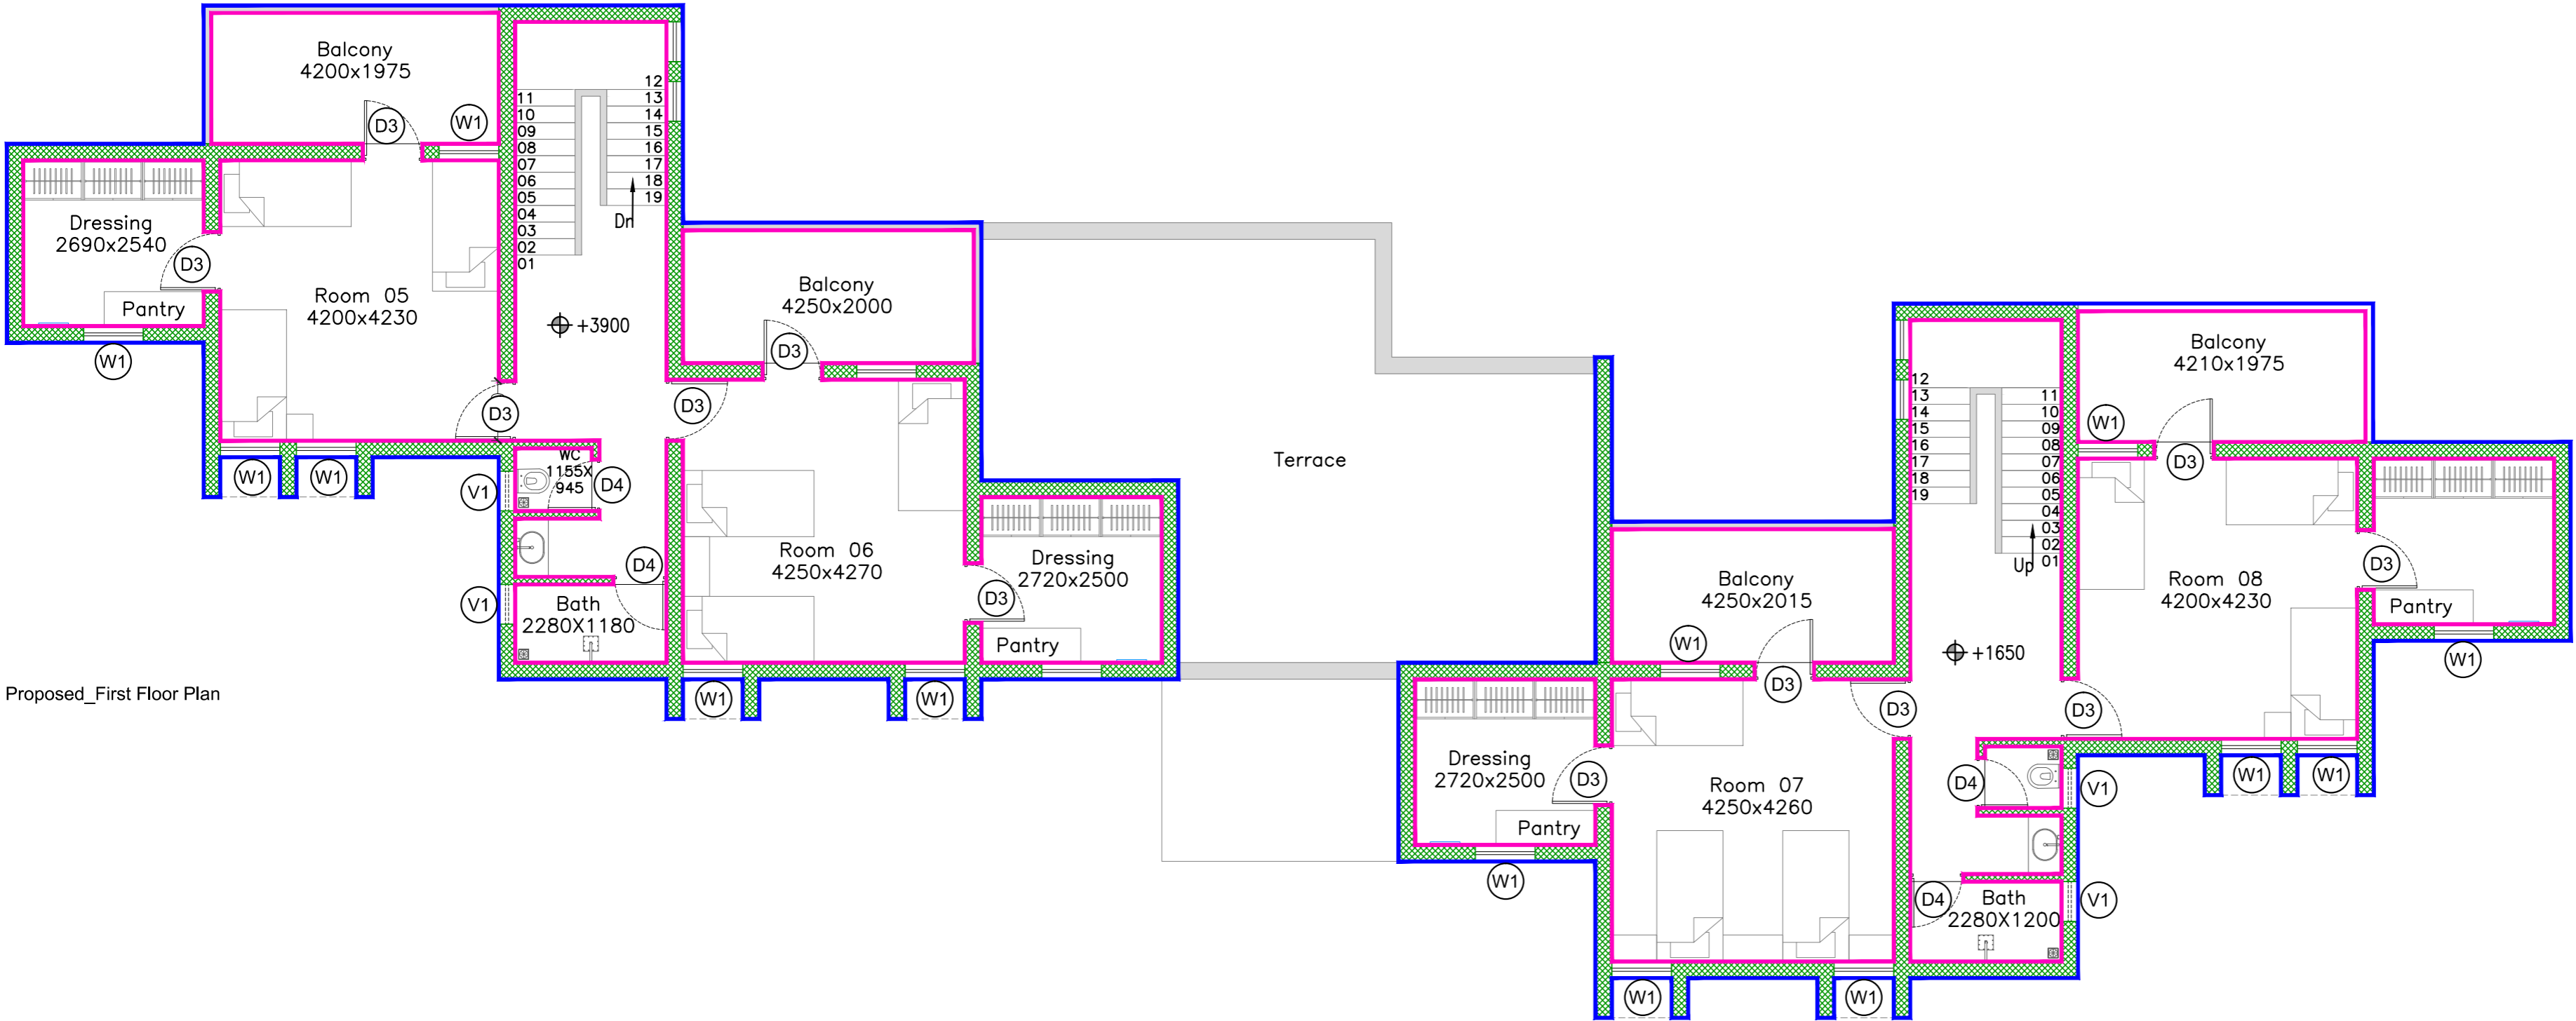 Balcony
4200x1975
D3
W1
11
10
09
08
07
06
05
04
03
02
01
12
13
14
15
16
17
18
19
Dn
Dressing
2690x2540
D3
Pantry
W1
Room 05
4200x4230
+3900
D3
W1
W1
Balcony
4250x2000
D3
D3
WC
1155X
945
D4
V1
D4
V1
Bath
2280X1180
Room 06
4250x4270
D3
Dressing
2720x2500
Pantry
W1
W1
Proposed_First Floor Plan
Terrace
Balcony
4210x1975
W1
D3
12
13
14
15
16
17
18
19
11
10
09
08
07
06
05
04
03
02
01
Up
Room 08
4200x4230
D3
Pantry
W1
Balcony
4250x2015
W1
D3
+1650
D3
D3
Dressing
2720x2500
D3
Pantry
W1
Room 07
4250x4260
D4
V1
W1
W1
D4
Bath
2280X1200
V1
W1
W1